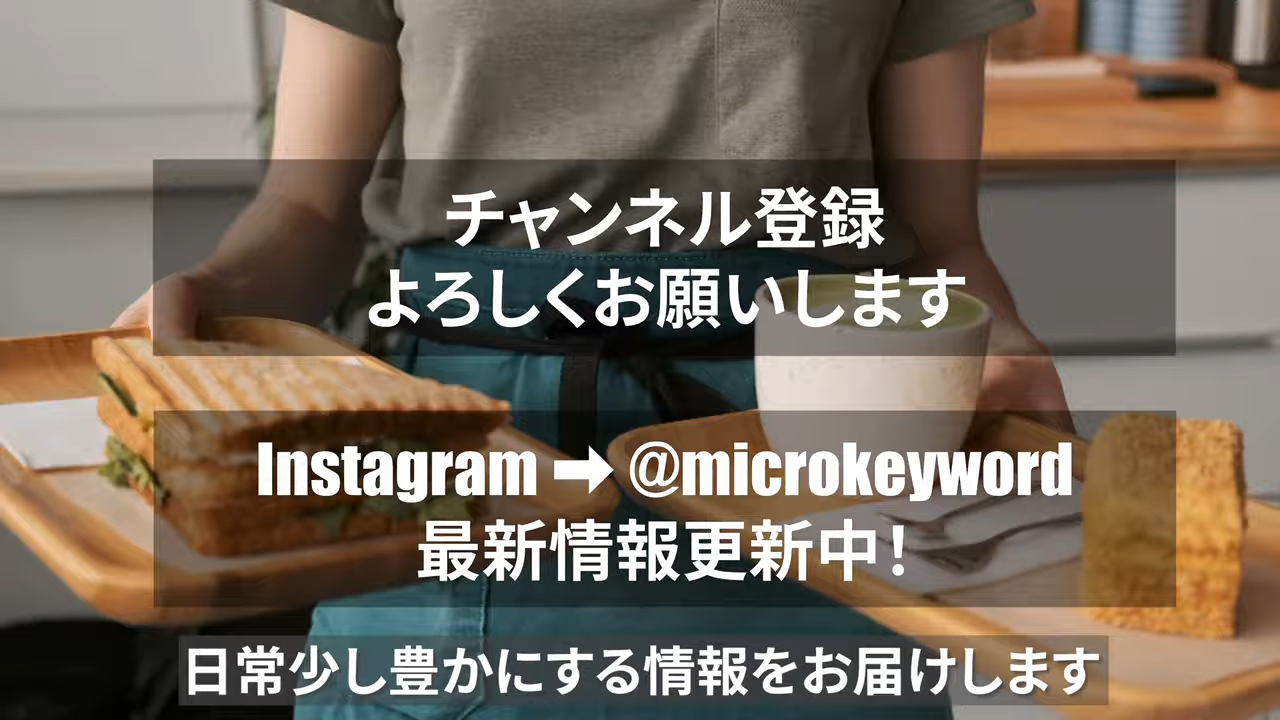 チャンネル登録
よろしくお願いします
Instagram ➡ @microkeyword
最新情報更新中！
日常少し豊かにする情報をお届けします